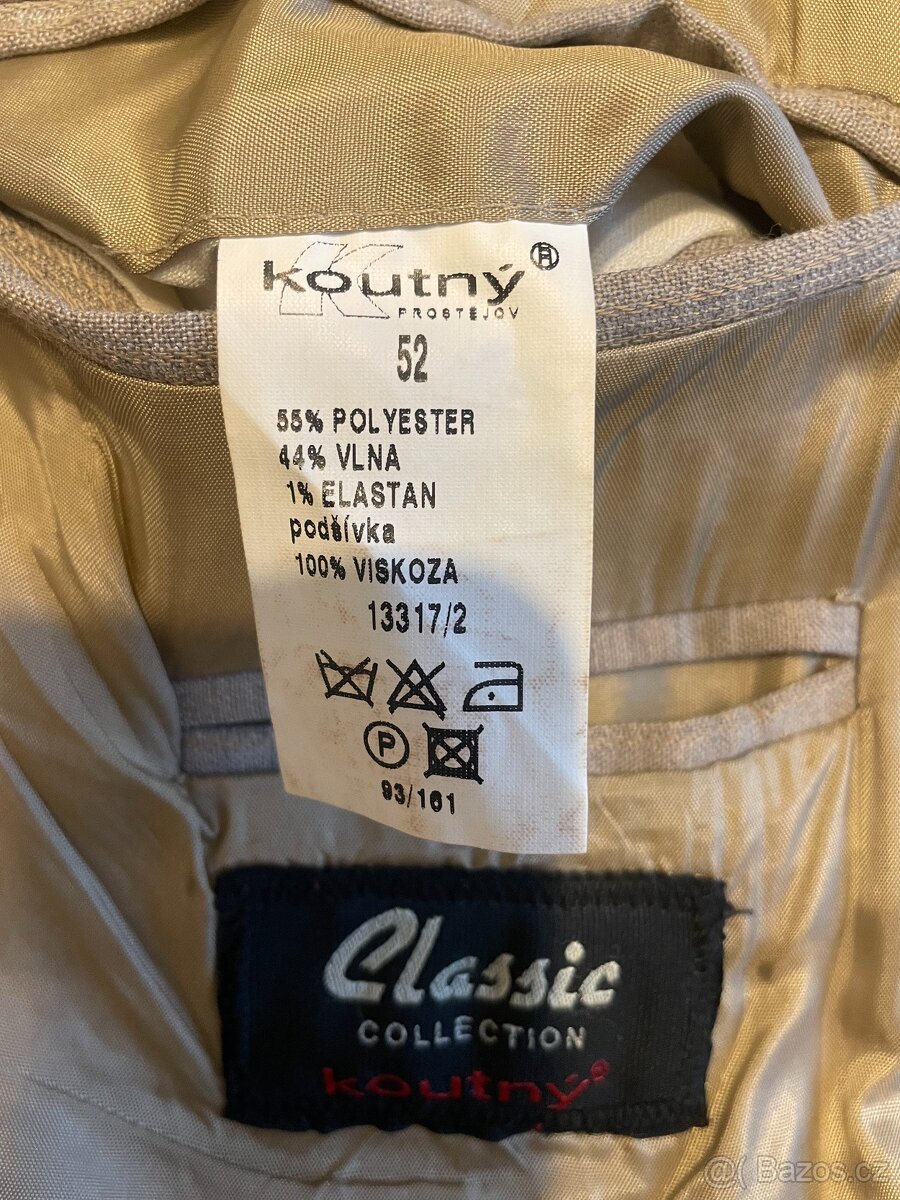 koutný®
PROSTĚJOV
52
55% POLYESTER
44% VLNA
1% ELASTAN
podšívka
100% VISKOZA
13317/2
P
93/161
Classic
COLLECTION
koutný®
@( Bazos.cz